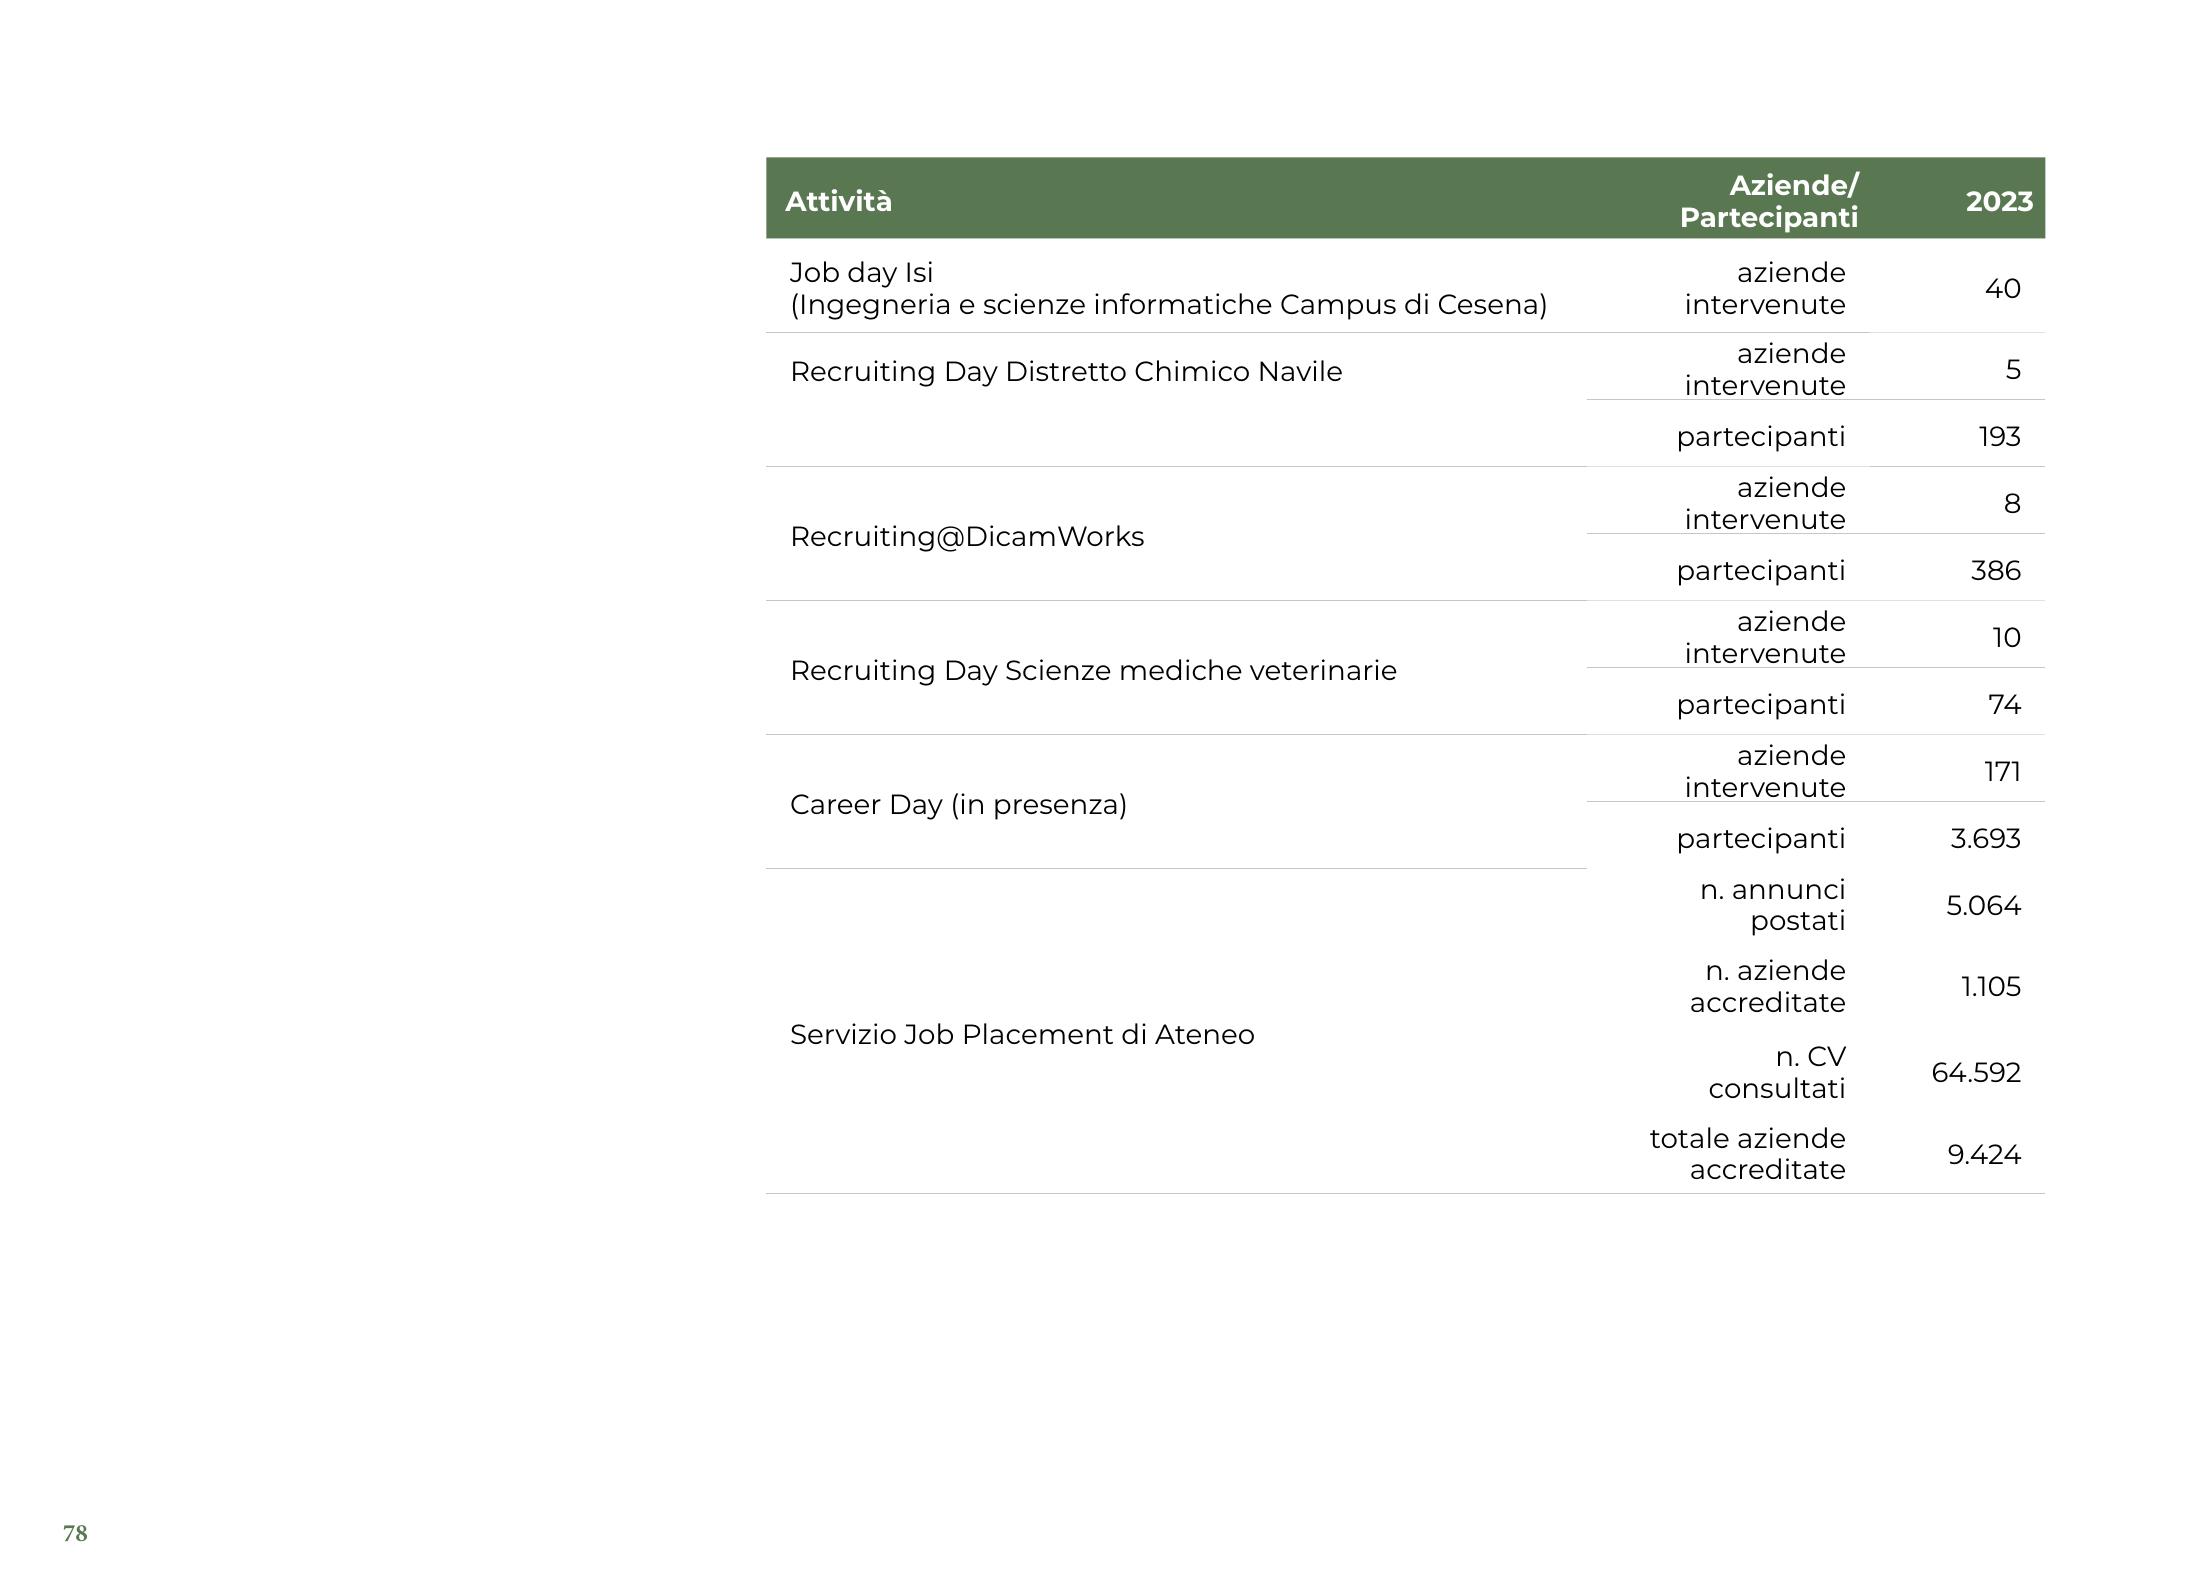 Attività
Aziende/
Partecipanti
2023
Job day Isi
(Ingegneria e scienze informatiche Campus di Cesena)
aziende
intervenute
40
Recruiting Day Distretto Chimico Navile
aziende
intervenute
5
partecipanti
193
Recruiting@DicamWorks
aziende
intervenute
8
partecipanti
386
Recruiting Day Scienze mediche veterinarie
aziende
intervenute
10
partecipanti
74
Career Day (in presenza)
aziende
intervenute
171
partecipanti
3.693
Servizio Job Placement di Ateneo
n. annunci
postati
5.064
n. aziende
accreditate
1.105
n. CV
consultati
64.592
totale aziende
accreditate
9.424
78